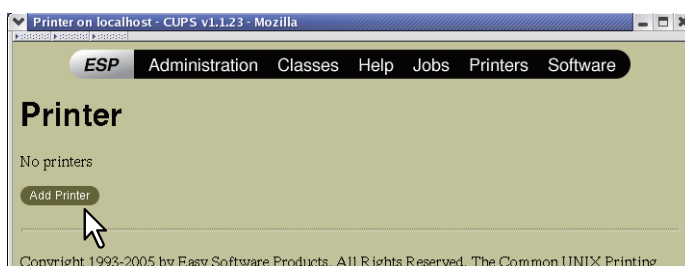 Printer on localhost - CUPS v1.1.23 - Mozilla
ESP Administration Classes Help Jobs Printers Software
Printer
No printers
Add Printer
Copyright 1993-2005 by Easy Software Products, All Rights Reserved. The Common UNIX Printing